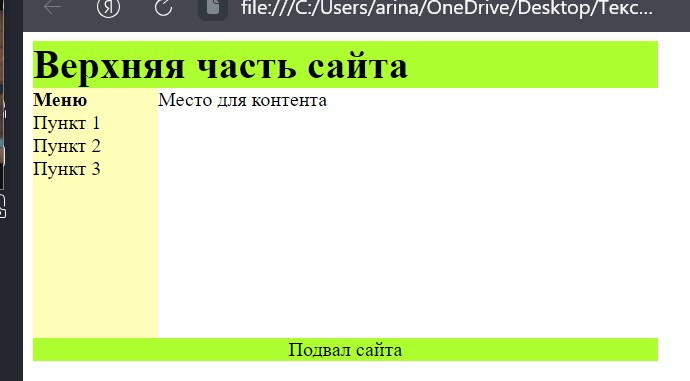 file:///C:/Users/arina/OneDrive/Desktop/Текс...
Верхняя часть сайта
Меню Место для контента
Пункт 1
Пункт 2
Пункт 3
Подвал сайта